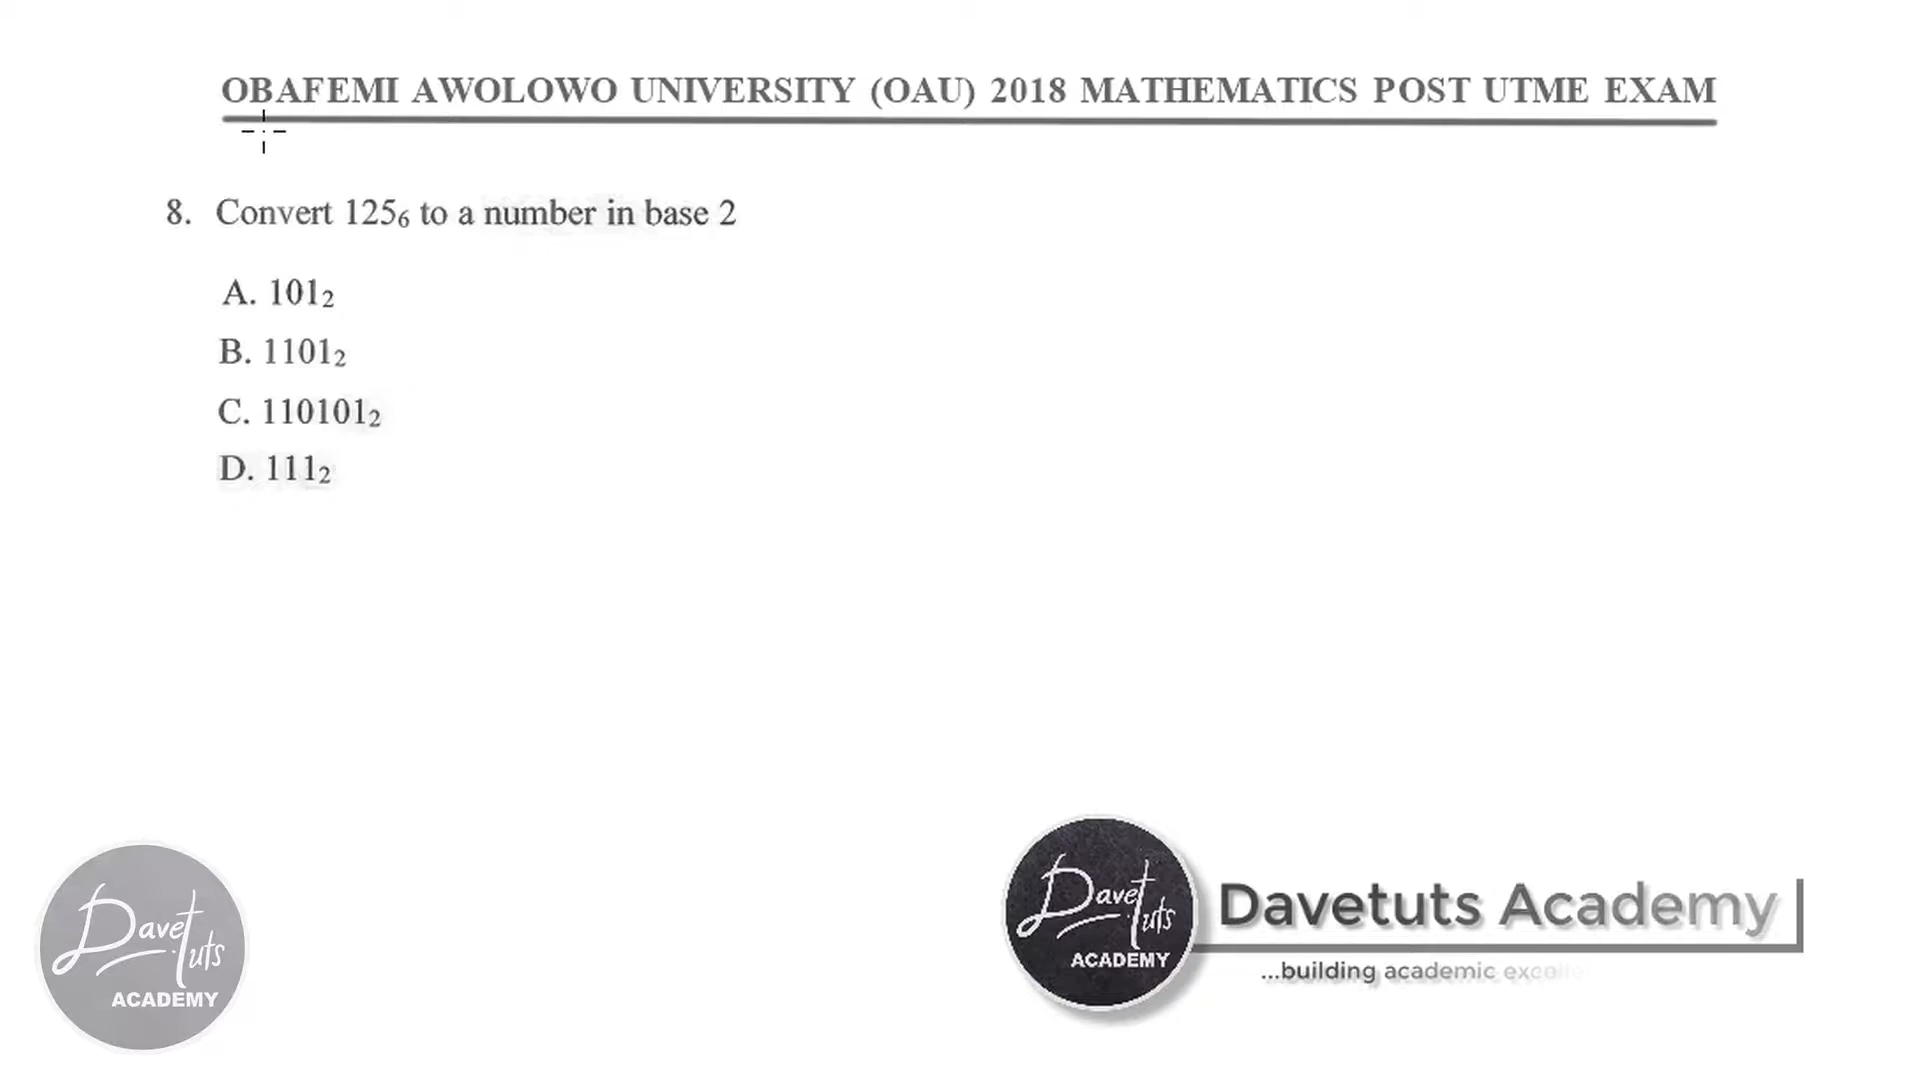 OBAFEMI AWOLOWO UNIVERSITY (OAU) 2018 MATHEMATICS POST UTME EXAM
8. Convert 125₆ to a number in base 2
A. 101₂
B. 1101₂
C. 110101₂
D. 111₂
Dave Tuts
ACADEMY
Dave Tuts
ACADEMY
Davetuts Academy
...building academic